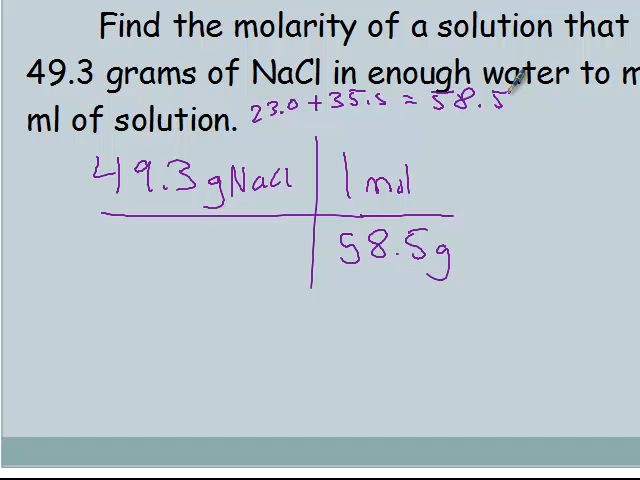 Find the molarity of a solution that
49.3 grams of NaCl in enough water to m
ml of solution. 23.0 + 35.5 = 58.5
49.3 g NaCl 1 mol
58.5g